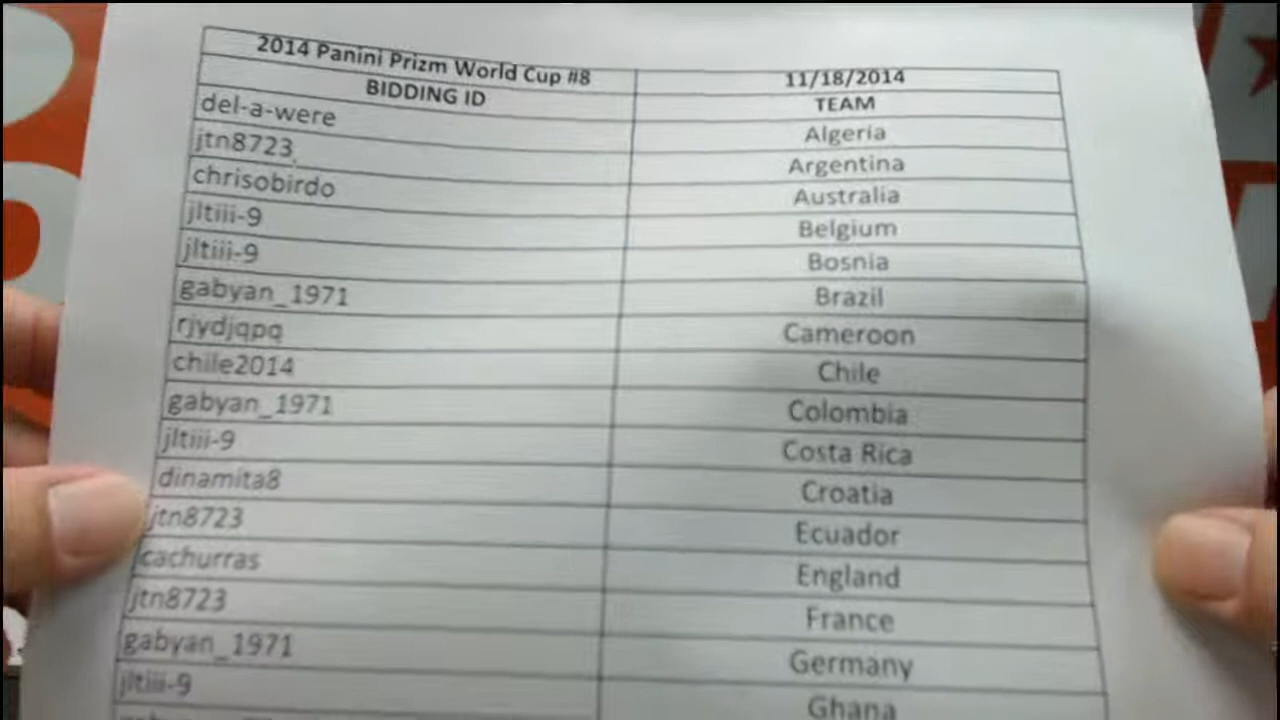 2014 Panini Prizm World Cup #8 11/18/2014
BIDDING ID TEAM
del-a-were Algeria
jtn8723 Argentina
chrisobirdo Australia
jltiii-9 Belgium
jltiii-9 Bosnia
gabyan_1971 Brazil
rjydjqpq Cameroon
chile2014 Chile
gabyan_1971 Colombia
jltiii-9 Costa Rica
dinamita8 Croatia
jtn8723 Ecuador
cachurras England
jtn8723 France
gabyan_1971 Germany
jltiii-9 Ghana